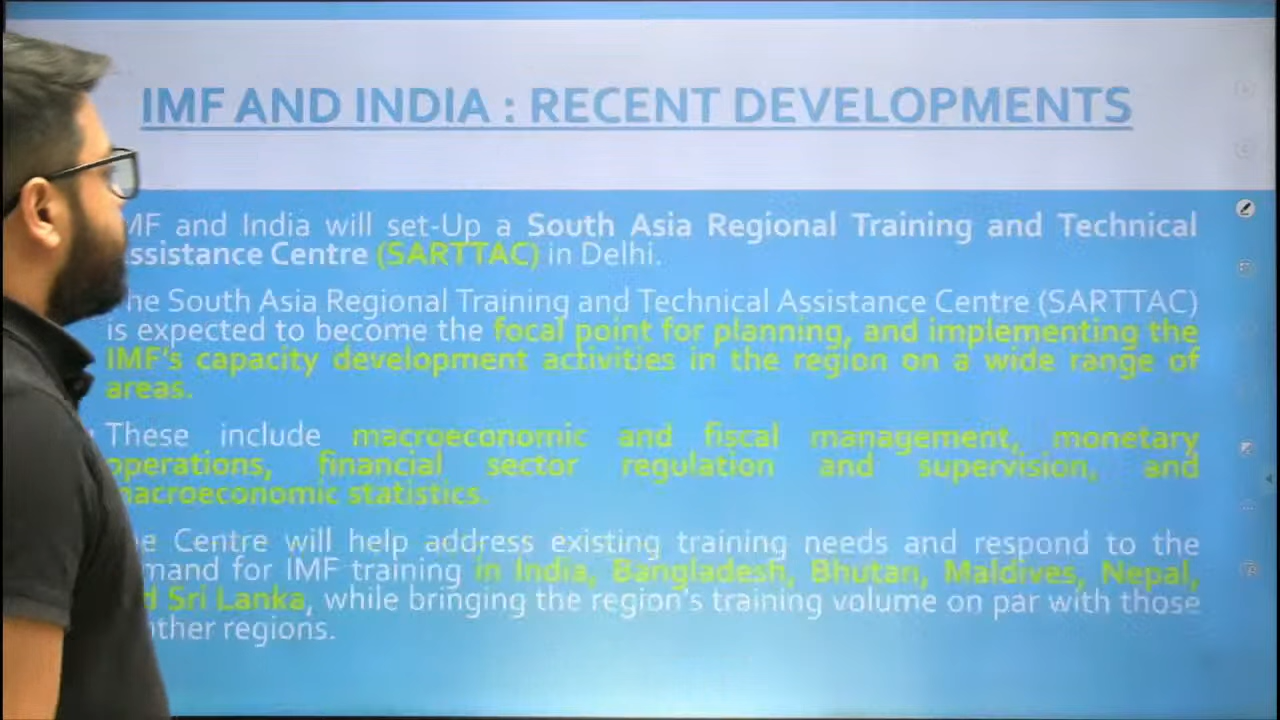 IMF AND INDIA : RECENT DEVELOPMENTS
MF and India will set-Up a South Asia Regional Training and Technical
ssistance Centre (SARTTAC) in Delhi.
he South Asia Regional Training and Technical Assistance Centre (SARTTAC)
is expected to become the focal point for planning, and implementing the
IMF's capacity development activities in the region on a wide range of
areas.
These include macroeconomic and fiscal management, monetary
operations, financial sector regulation and supervision, and
macroeconomic statistics.
e Centre will help address existing training needs and respond to the
mand for IMF training in India, Bangladesh, Bhutan, Maldives, Nepal,
d Sri Lanka, while bringing the region's training volume on par with those
ther regions.